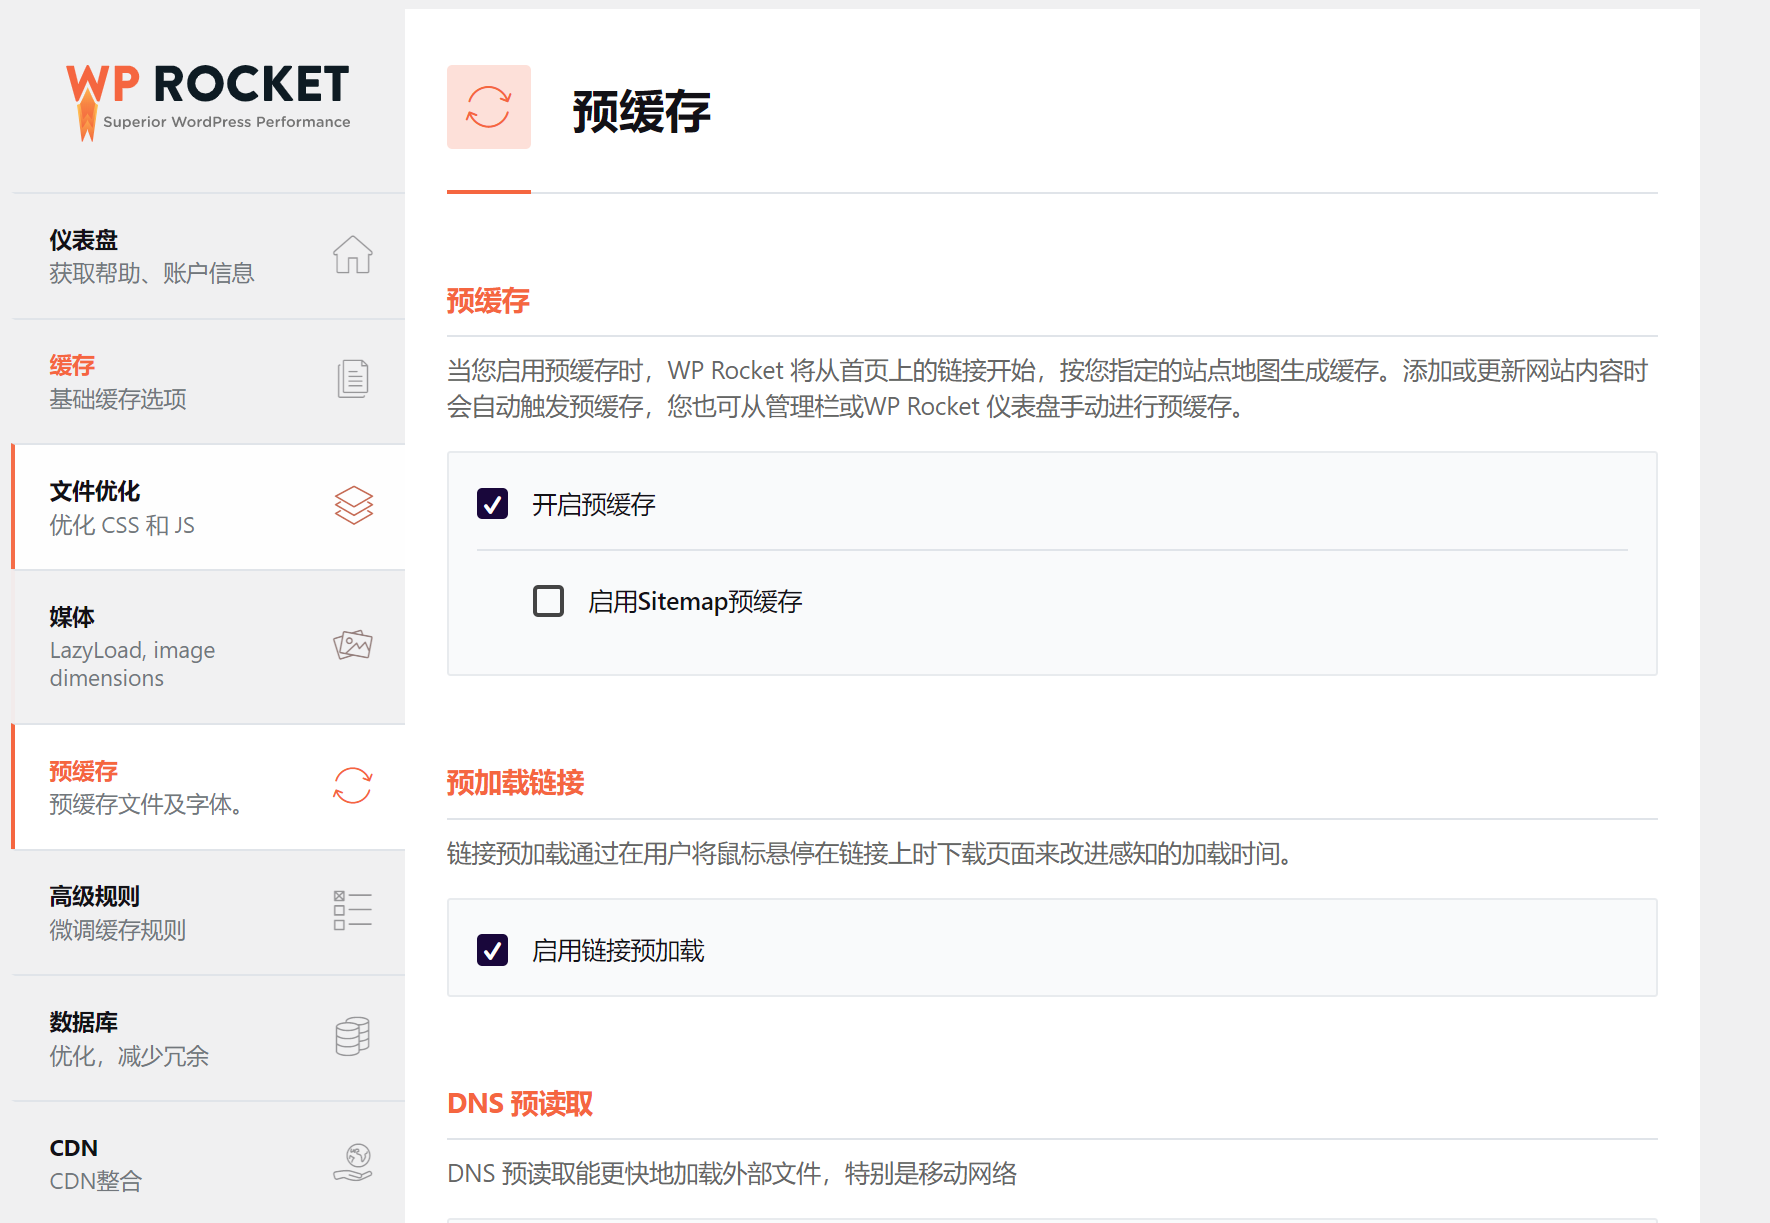 WP ROCKET
Superior WordPress Performance
仪表盘
获取帮助、账户信息
缓存
基础缓存选项
文件优化
优化 CSS 和 JS
媒体
LazyLoad, image
dimensions
预缓存
预缓存文件及字体。
高级规则
微调缓存规则
数据库
优化，减少冗余
CDN
CDN整合
预缓存
预缓存
当您启用预缓存时，WP Rocket 将从首页上的链接开始，按您指定的站点地图生成缓存。添加或更新网站内容时
会自动触发预缓存，您也可从管理栏或WP Rocket 仪表盘手动进行预缓存。
开启预缓存
启用Sitemap预缓存
预加载链接
链接预加载通过在用户将鼠标悬停在链接上时下载页面来改进感知的加载时间。
启用链接预加载
DNS 预读取
DNS 预读取能更快地加载外部文件，特别是移动网络